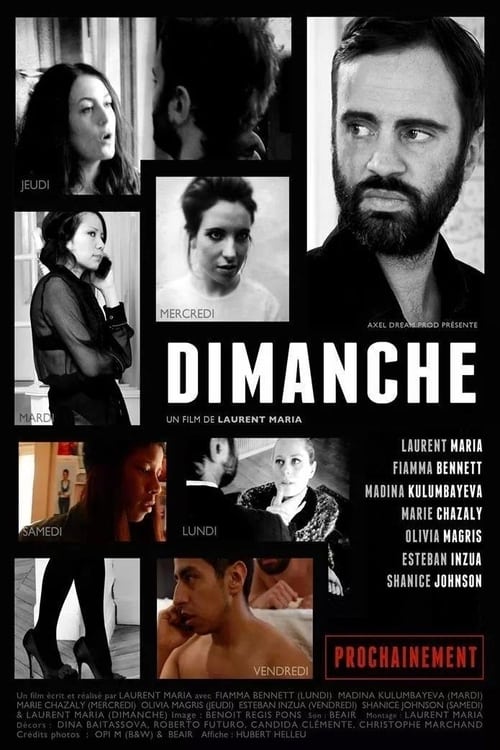 JEUDI
MERCREDI
MARDI
AXEL DREAM PROD PRÉSENTE
DIMANCHE
UN FILM DE LAURENT MARIA
LAURENT MARIA
FIAMMA BENNETT
MADINA KULUMBAYEVA
MARIE CHAZALY
OLIVIA MAGRIS
ESTEBAN INZUA
SHANICE JOHNSON
SAMEDI
LUNDI
VENDREDI
PROCHAINEMENT
Un film écrit et réalisé par LAURENT MARIA avec FIAMMA BENNETT (LUNDI) MADINA KULUMBAYEVA (MARDI)
MARIE CHAZALY (MERCREDI) OLIVIA MAGRIS (JEUDI) ESTEBAN INZUA (VENDREDI) SHANICE JOHNSON (SAMEDI)
& LAURENT MARIA (DIMANCHE) Image : BENOIT REGIS PONS Son : BEAIR Montage : LAURENT MARIA
Décors : DINA BAITASSOVA, ROBERTO FUTURO, CANDIDA CLÉMENTE, CHRISTOPHE MARCHAND
Crédits photos : OPI M (B&W) & BEAIR Affiche : HUBERT HELLEU